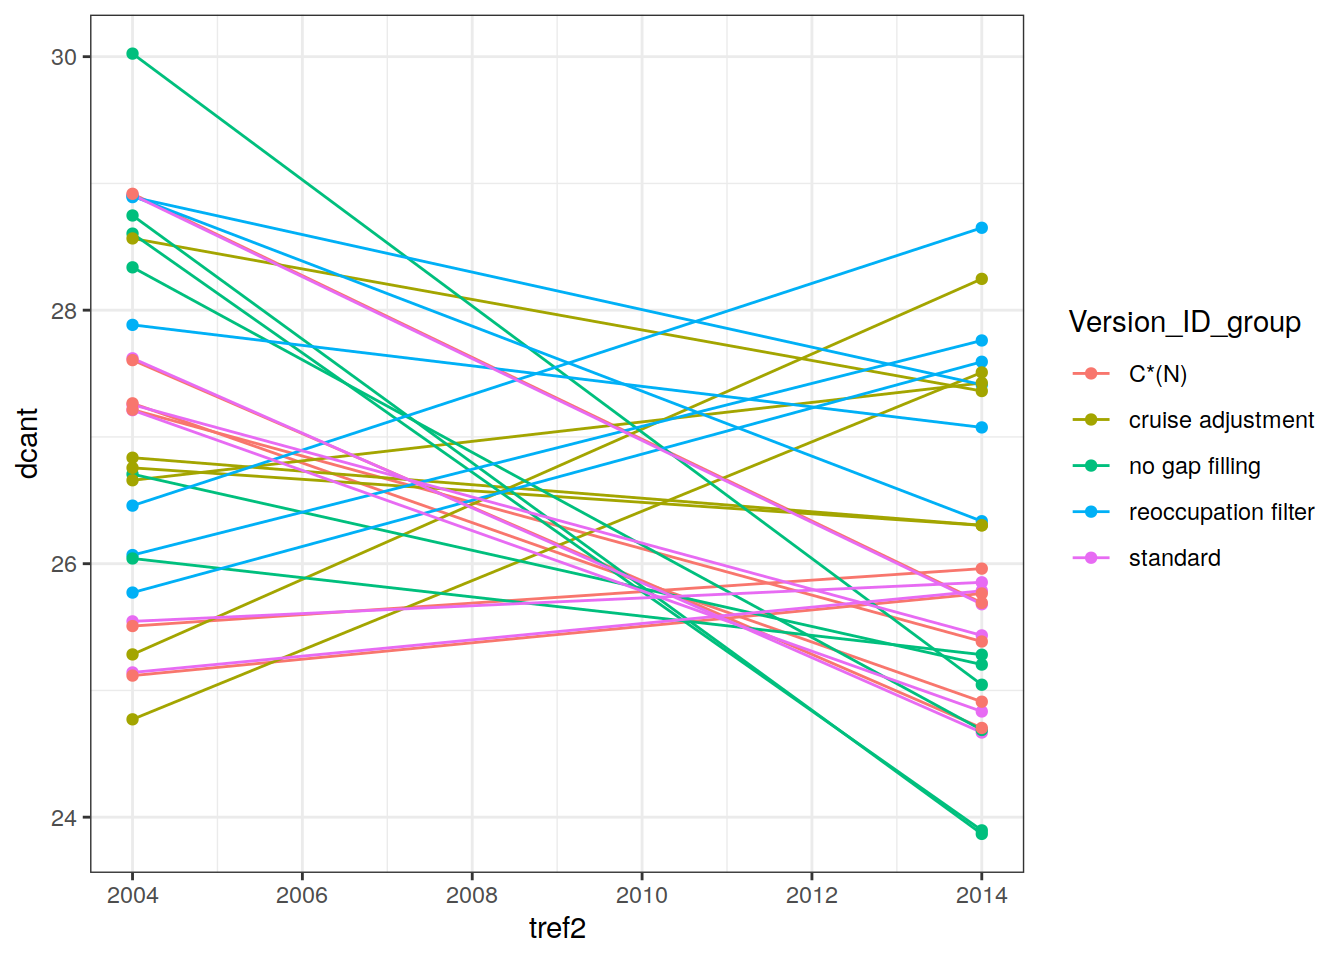 30
28
26
24
dcant
2004 2006 2008 2010 2012 2014
tref2
Version_ID_group
C*(N)
cruise adjustment
no gap filling
reoccupation filter
standard